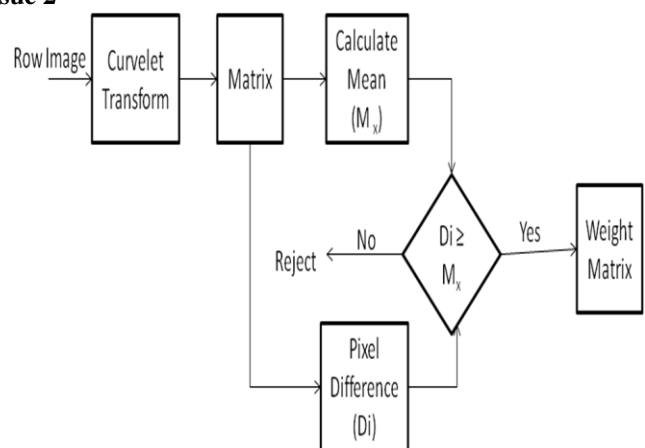 Row Image
Curvelet
Transform
Matrix
Calculate
Mean
(Mx)
Di ≥
Mx
No
Reject
Yes
Weight
Matrix
Pixel
Difference
(Di)